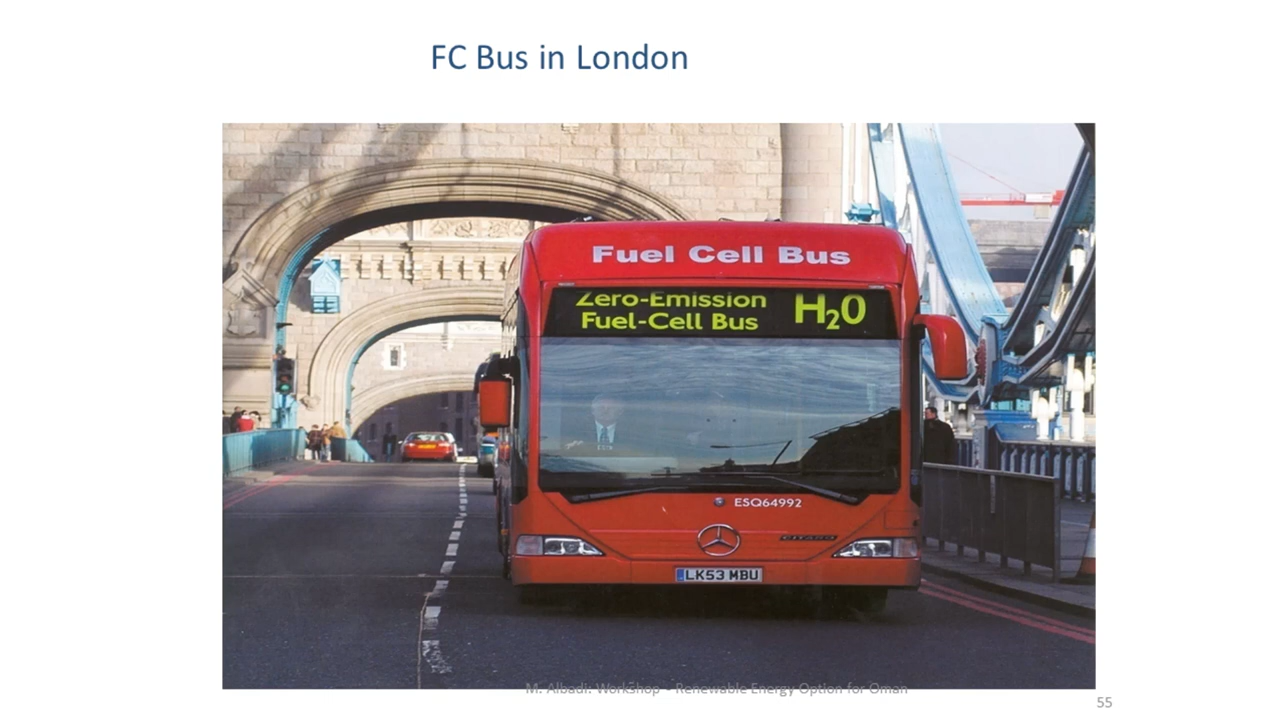 FC Bus in London
Fuel Cell Bus
Zero-Emission
Fuel-Cell Bus
H₂0
ESQ64992
CITARO
LK53 MBU
M. Albadi: Workshop - Renewable Energy Option for Oman
55